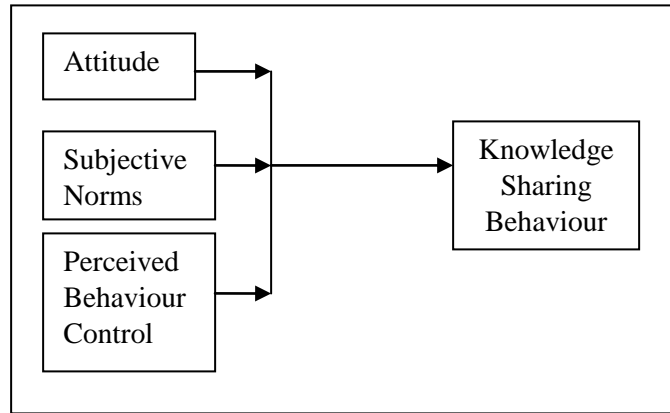 Attitude
Subjective
Norms
Perceived
Behaviour
Control
Knowledge
Sharing
Behaviour